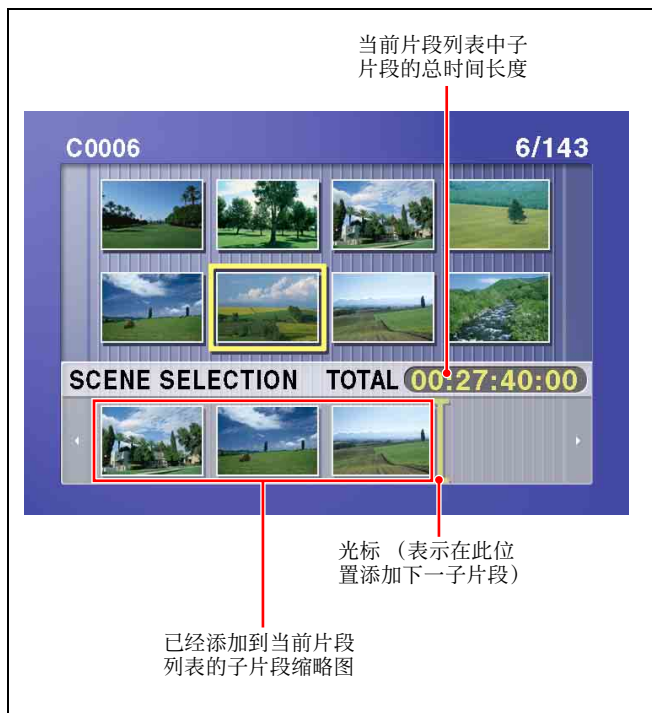 当前片段列表中子
片段的总时间长度
C0006 6/143
SCENE SELECTION TOTAL 00:27:40:00
光标 （表示在此位
置添加下一子片段）
已经添加到当前片段
列表的子片段缩略图